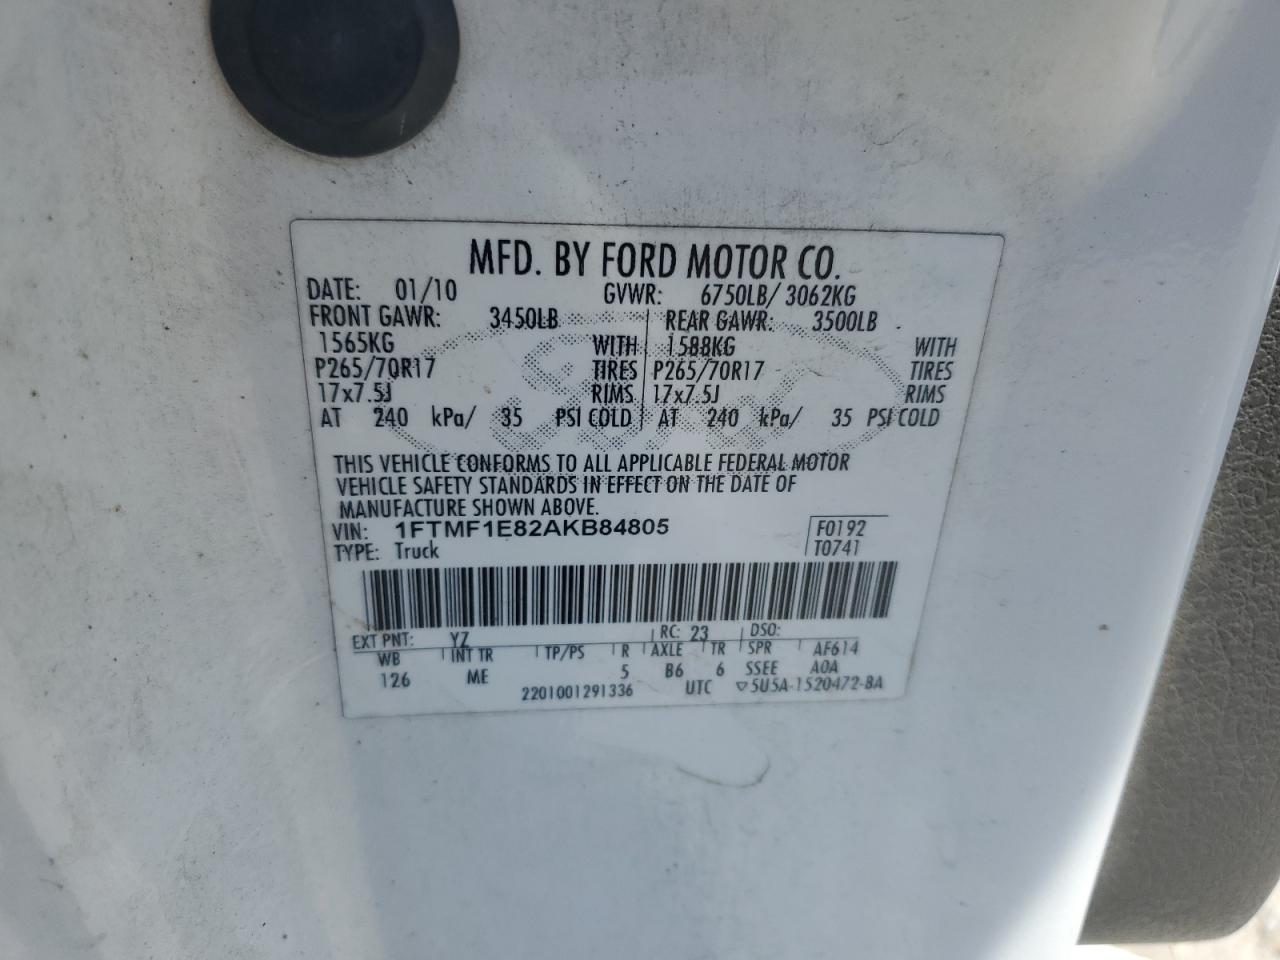 MFD. BY FORD MOTOR CO.
DATE: 01/10 GVWR: 6750LB/ 3062KG
FRONT GAWR: 3450LB REAR GAWR: 3500LB
1565KG WITH 1588KG WITH
P265/70R17 TIRES P265/70R17 TIRES
17x7.5J RIMS 17x7.5J RIMS
AT 240 kPa/ 35 PSI COLD AT 240 kPa/ 35 PSI COLD
THIS VEHICLE CONFORMS TO ALL APPLICABLE FEDERAL MOTOR
VEHICLE SAFETY STANDARDS IN EFFECT ON THE DATE OF
MANUFACTURE SHOWN ABOVE.
VIN: 1FTMF1E82AKB84805 F0192
TYPE: Truck T0741
EXT PNT: YZ RC: 23 DSO:
WB INT TR TP/PS R AXLE TR SPR AF614
126 ME 5 B6 6 SSEE A0A
2201001291336 UTC ▽5U5A-1520472-BA